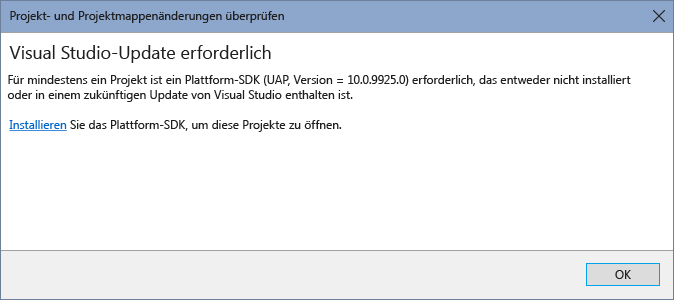 Projekt- und Projektmappenänderungen überprüfen
Visual Studio-Update erforderlich
Für mindestens ein Projekt ist ein Plattform-SDK (UAP, Version = 10.0.9925.0) erforderlich, das entweder nicht installiert
oder in einem zukünftigen Update von Visual Studio enthalten ist.
Installieren Sie das Plattform-SDK, um diese Projekte zu öffnen.
OK